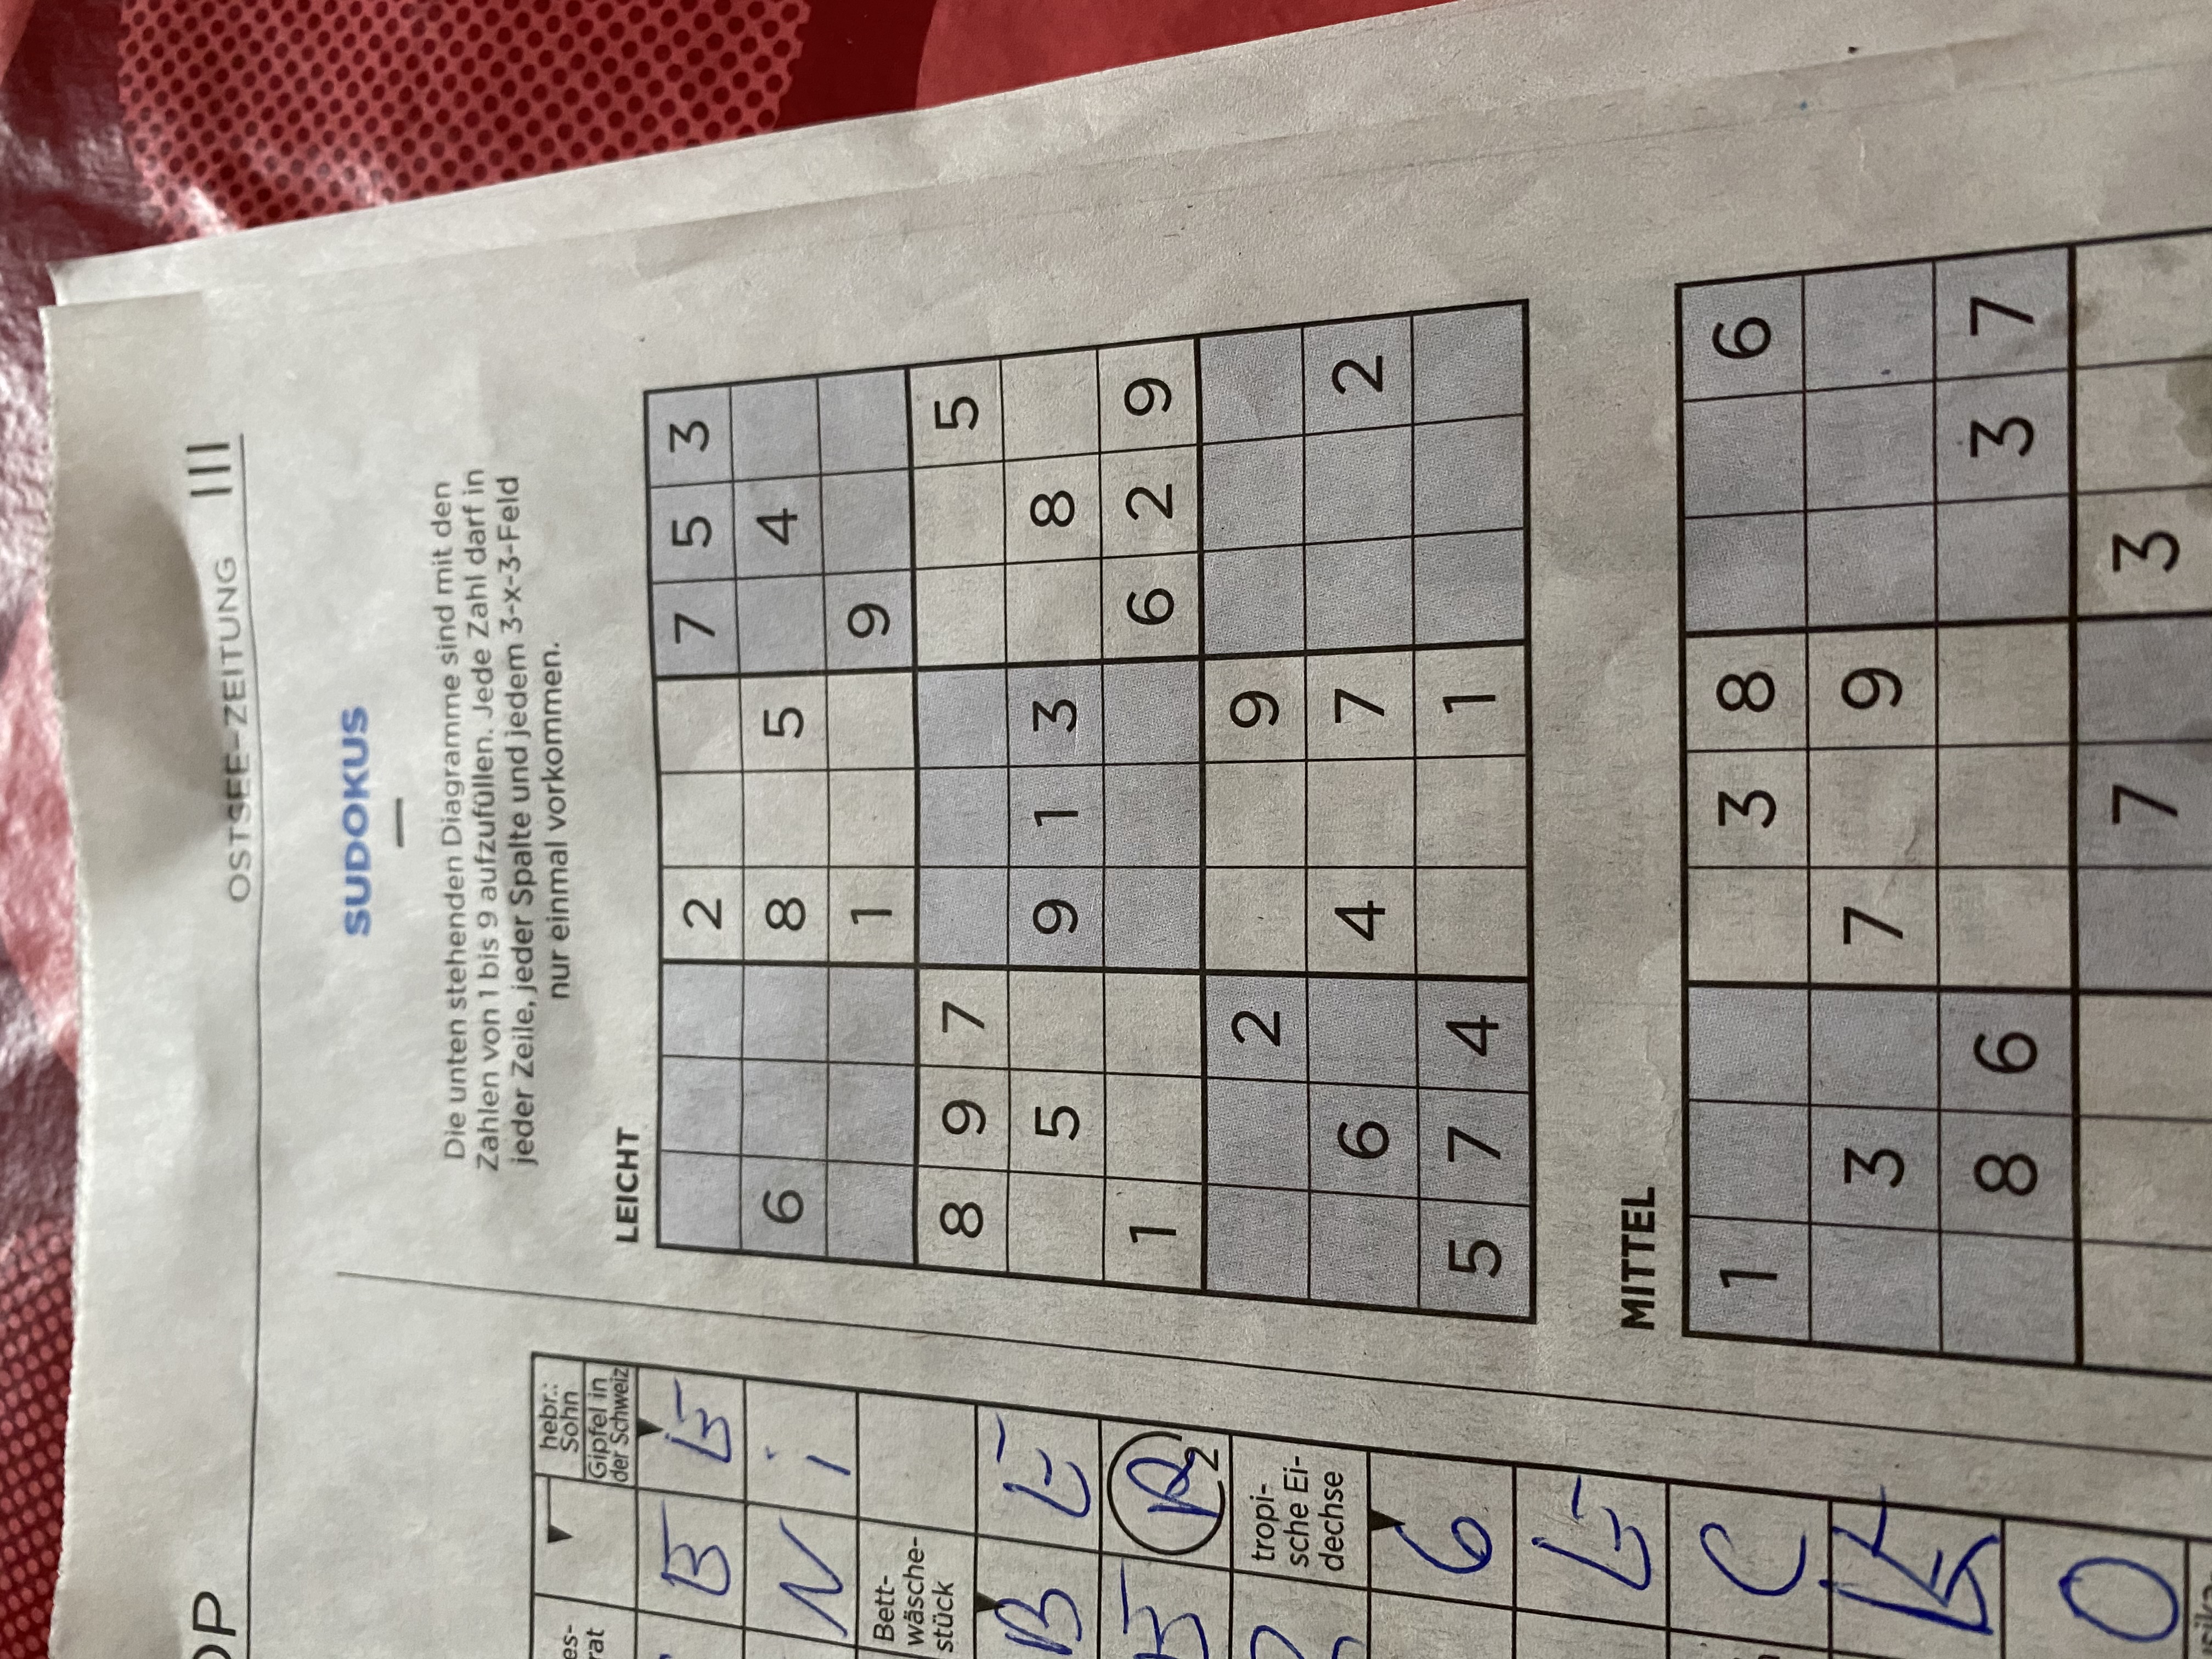 OP
OSTSEE–ZEITUNG III
SUDOKUS
Die unten stehenden Diagramme sind mit den
Zahlen von 1 bis 9 aufzufüllen. Jede Zahl darf in
jeder Zeile, jeder Spalte und jedem 3-x-3-Feld
nur einmal vorkommen.
hebr.:
Sohn
Gipfel in
der Schweiz
E E
N i
Bett-
wäsche-
stück
B E
E R
2
tropi-
sche Ei-
dechse
G
E
C
K
O
LEICHT
2 7 5 3
6 8 5 4
1 9
8 9 7 5
5 9 1 3 8
1 6 2 9
2 9
6 4 7 2
5 7 4 1
MITTEL
1 3 8 6
3 7 9
8 6 3 7
7 3